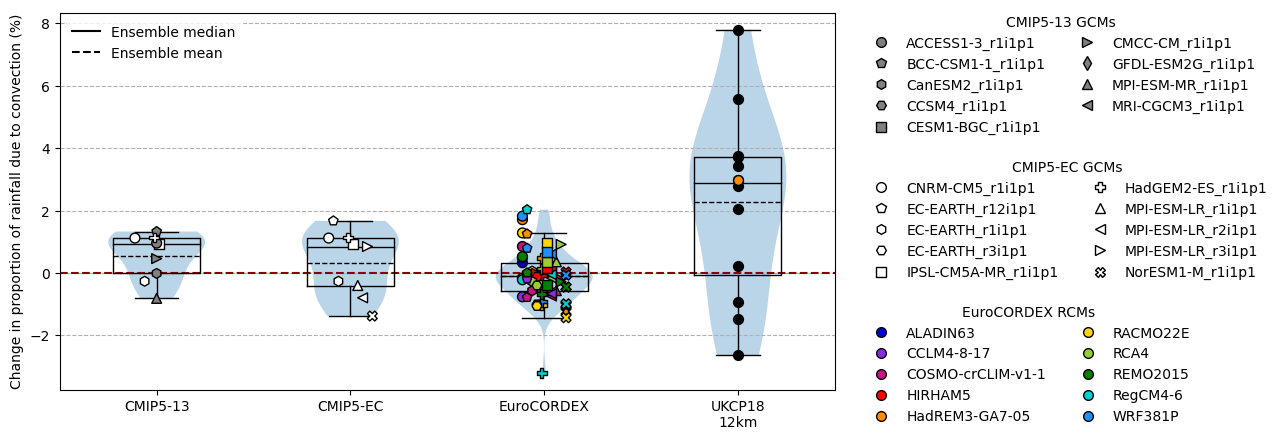 Change in proportion of rainfall due to convection (%)
8
6
4
2
0
−2
Ensemble median
Ensemble mean
CMIP5-13
CMIP5-EC
EuroCORDEX
UKCP18
12km
CMIP5-13 GCMs
ACCESS1-3_r1i1p1
BCC-CSM1-1_r1i1p1
CanESM2_r1i1p1
CCSM4_r1i1p1
CESM1-BGC_r1i1p1
CMCC-CM_r1i1p1
GFDL-ESM2G_r1i1p1
MPI-ESM-MR_r1i1p1
MRI-CGCM3_r1i1p1
CMIP5-EC GCMs
CNRM-CM5_r1i1p1
EC-EARTH_r12i1p1
EC-EARTH_r1i1p1
EC-EARTH_r3i1p1
IPSL-CM5A-MR_r1i1p1
HadGEM2-ES_r1i1p1
MPI-ESM-LR_r1i1p1
MPI-ESM-LR_r2i1p1
MPI-ESM-LR_r3i1p1
NorESM1-M_r1i1p1
EuroCORDEX RCMs
ALADIN63
CCLM4-8-17
COSMO-crCLIM-v1-1
HIRHAM5
HadREM3-GA7-05
RACMO22E
RCA4
REMO2015
RegCM4-6
WRF381P